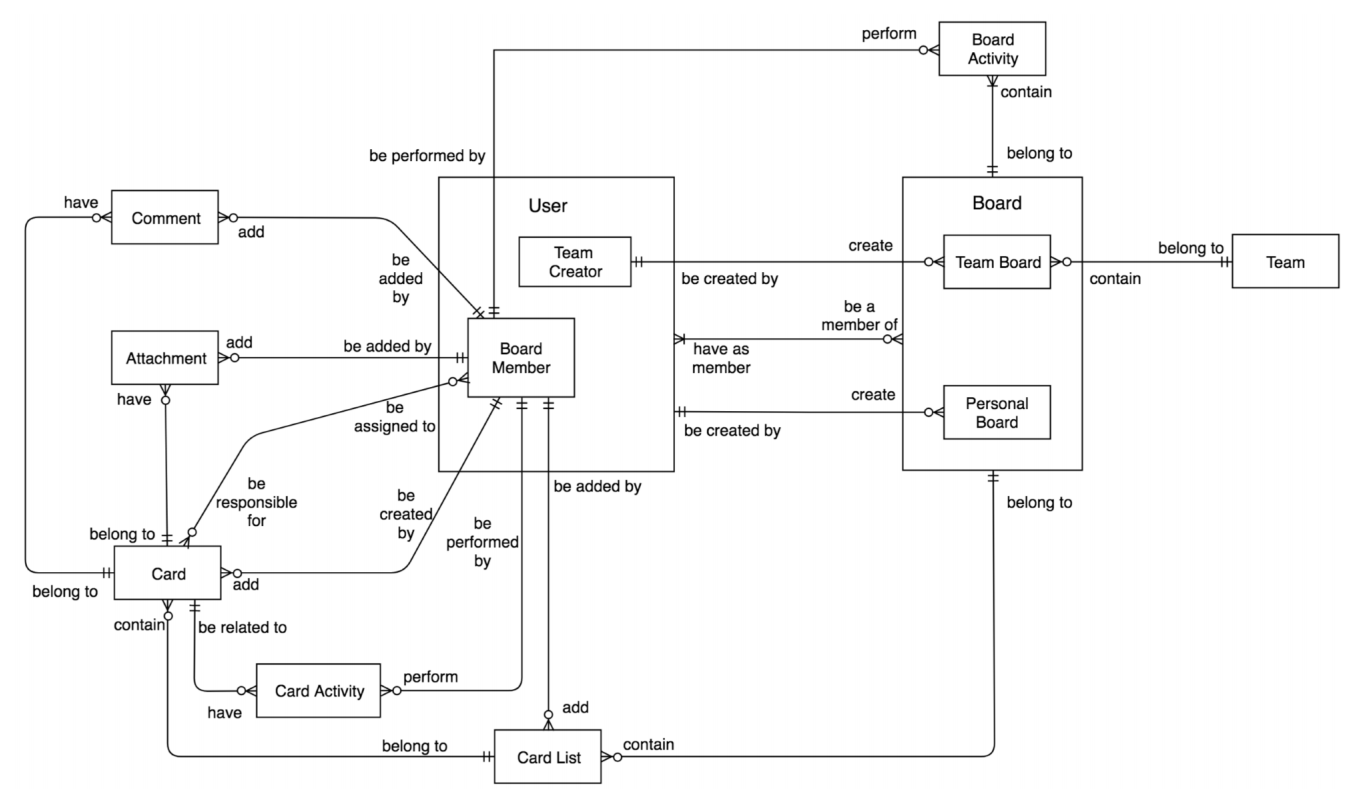 perform
Board
Activity
contain
be performed by
belong to
have
Comment
add
User
Board
Team
Creator
create
Team Board
belong to
Team
be
added
by
be created by
contain
be a
member of
have as
member
Attachment
add
be added by
Board
Member
have
be
assigned to
create
Personal
Board
be created by
be
responsible
for
be
created
by
be added by
belong to
be
performed
by
belong to
Card
add
belong to
contain
be related to
Card Activity
perform
have
add
belong to
Card List
contain